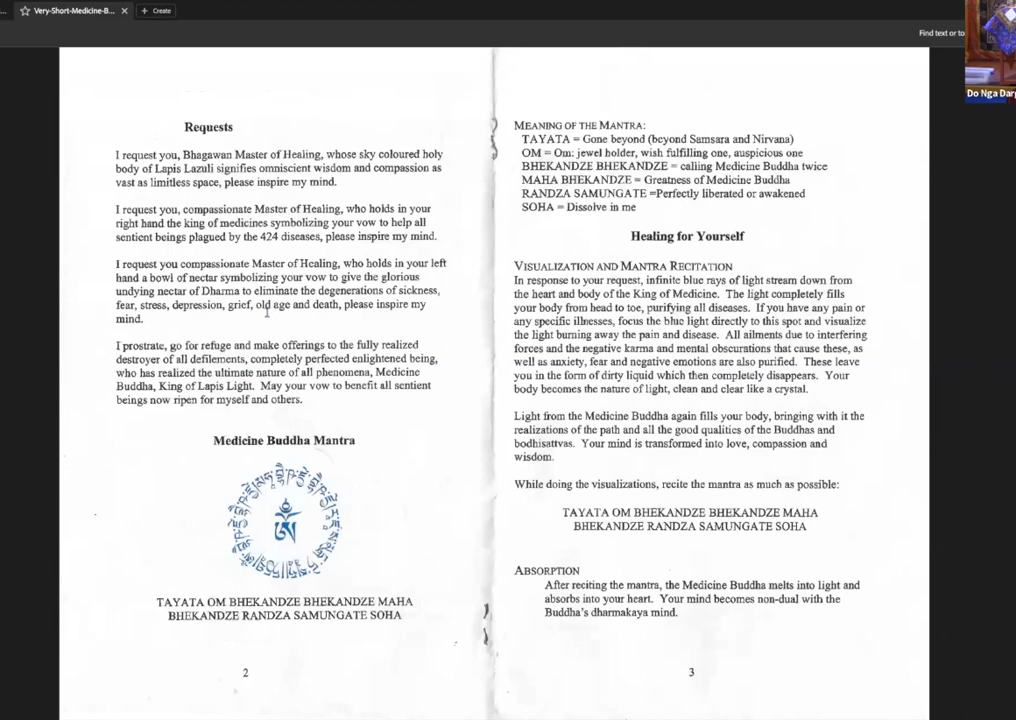 Very-Short-Medicine-B...
Create
Find text or to
Do Nga Darg
Requests
I request you, Bhagawan Master of Healing, whose sky coloured holy
body of Lapis Lazuli signifies omniscient wisdom and compassion as
vast as limitless space, please inspire my mind.
I request you, compassionate Master of Healing, who holds in your
right hand the king of medicines symbolizing your vow to help all
sentient beings plagued by the 424 diseases, please inspire my mind.
I request you compassionate Master of Healing, who holds in your left
hand a bowl of nectar symbolizing your vow to give the glorious
undying nectar of Dharma to eliminate the degenerations of sickness,
fear, stress, depression, grief, old age and death, please inspire my
mind.
I prostrate, go for refuge and make offerings to the fully realized
destroyer of all defilements, completely perfected enlightened being,
who has realized the ultimate nature of all phenomena, Medicine
Buddha, King of Lapis Light.  May your vow to benefit all sentient
beings now ripen for myself and others.
Medicine Buddha Mantra
TAYATA OM BHEKANDZE BHEKANDZE MAHA
BHEKANDZE RANDZA SAMUNGATE SOHA
2
MEANING OF THE MANTRA:
TAYATA = Gone beyond (beyond Samsara and Nirvana)
OM = Om: jewel holder, wish fulfilling one, auspicious one
BHEKANDZE BHEKANDZE = calling Medicine Buddha twice
MAHA BHEKANDZE = Greatness of Medicine Buddha
RANDZA SAMUNGATE =Perfectly liberated or awakened
SOHA = Dissolve in me
Healing for Yourself
VISUALIZATION AND MANTRA RECITATION
In response to your request, infinite blue rays of light stream down from
the heart and body of the King of Medicine.  The light completely fills
your body from head to toe, purifying all diseases.  If you have any pain or
any specific illnesses, focus the blue light directly to this spot and visualize
the light burning away the pain and disease.  All ailments due to interfering
forces and the negative karma and mental obscurations that cause these, as
well as anxiety, fear and negative emotions are also purified.  These leave
you in the form of dirty liquid which then completely disappears.  Your
body becomes the nature of light, clean and clear like a crystal.
Light from the Medicine Buddha again fills your body, bringing with it the
realizations of the path and all the good qualities of the Buddhas and
bodhisattvas.  Your mind is transformed into love, compassion and
wisdom.
While doing the visualizations, recite the mantra as much as possible:
TAYATA OM BHEKANDZE BHEKANDZE MAHA
BHEKANDZE RANDZA SAMUNGATE SOHA
ABSORPTION
After reciting the mantra, the Medicine Buddha melts into light and
absorbs into your heart.  Your mind becomes non-dual with the
Buddha's dharmakaya mind.
3